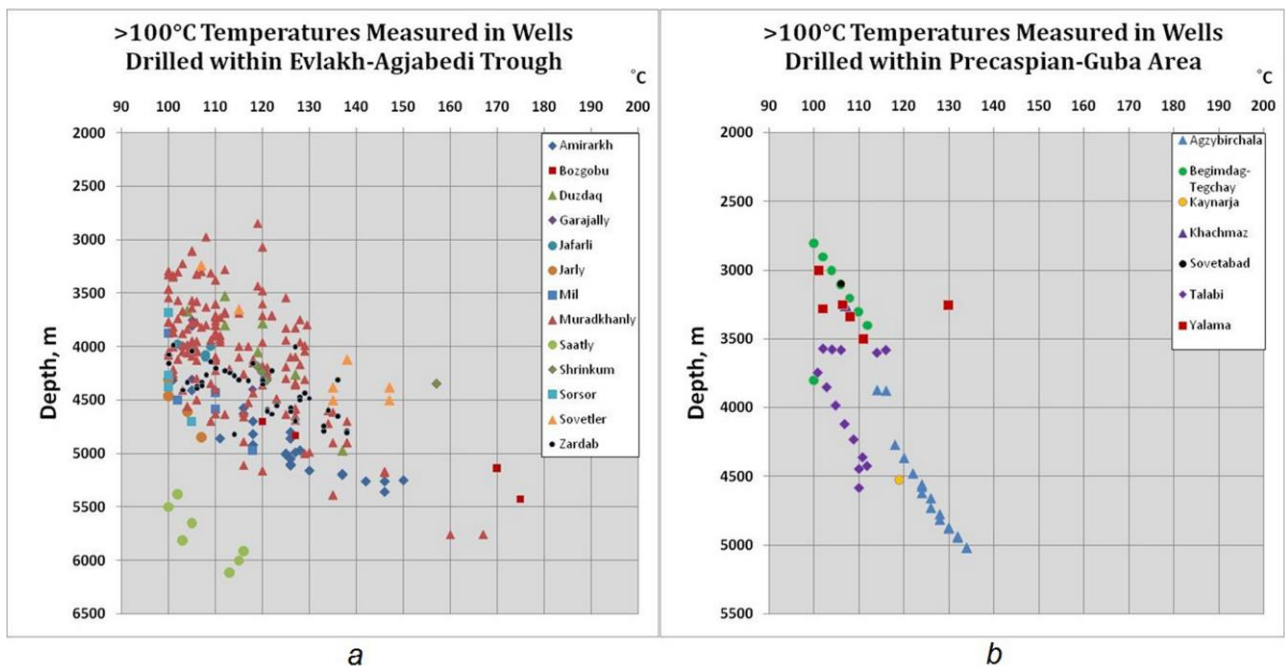 >100°C Temperatures Measured in Wells
Drilled within Evlakh-Agjabedi Trough
°C
90 100 110 120 130 140 150 160 170 180 190 200
2000
2500
3000
3500
4000
4500
5000
5500
6000
6500
Depth, m
Amirarkh
Bozgobu
Duzdaq
Garajally
Jafarli
Jarly
Mil
Muradkhanly
Saatly
Shrinkum
Sorsor
Sovetler
Zardab
a
>100°C Temperatures Measured in Wells
Drilled within Precaspian-Guba Area
°C
90 100 110 120 130 140 150 160 170 180 190 200
2000
2500
3000
3500
4000
4500
5000
5500
Depth, m
Agzybirchala
Begimdag-
Tegchay
Kaynarja
Khachmaz
Sovetabad
Talabi
Yalama
b